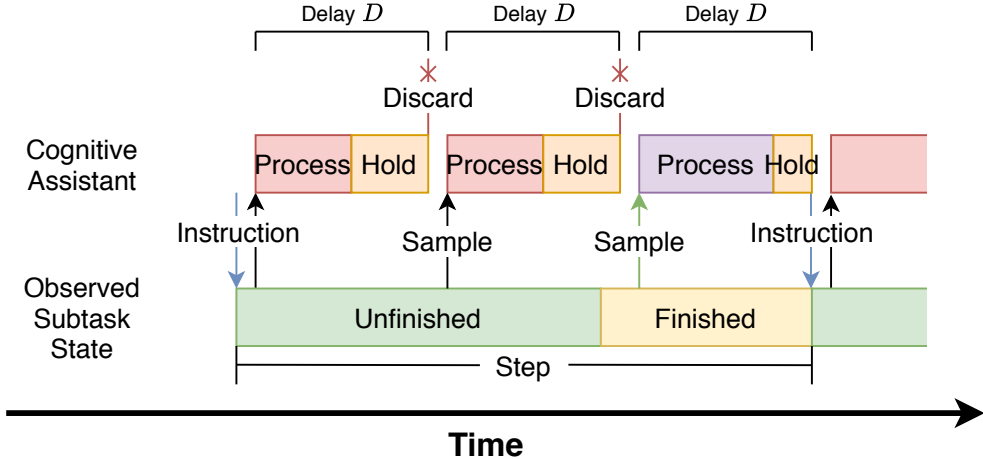 Delay D Delay D Delay D
Discard Discard
Cognitive
Assistant
Process Hold Process Hold Process Hold
Instruction Sample Sample Instruction
Observed
Subtask
State
Unfinished Finished
Step
Time